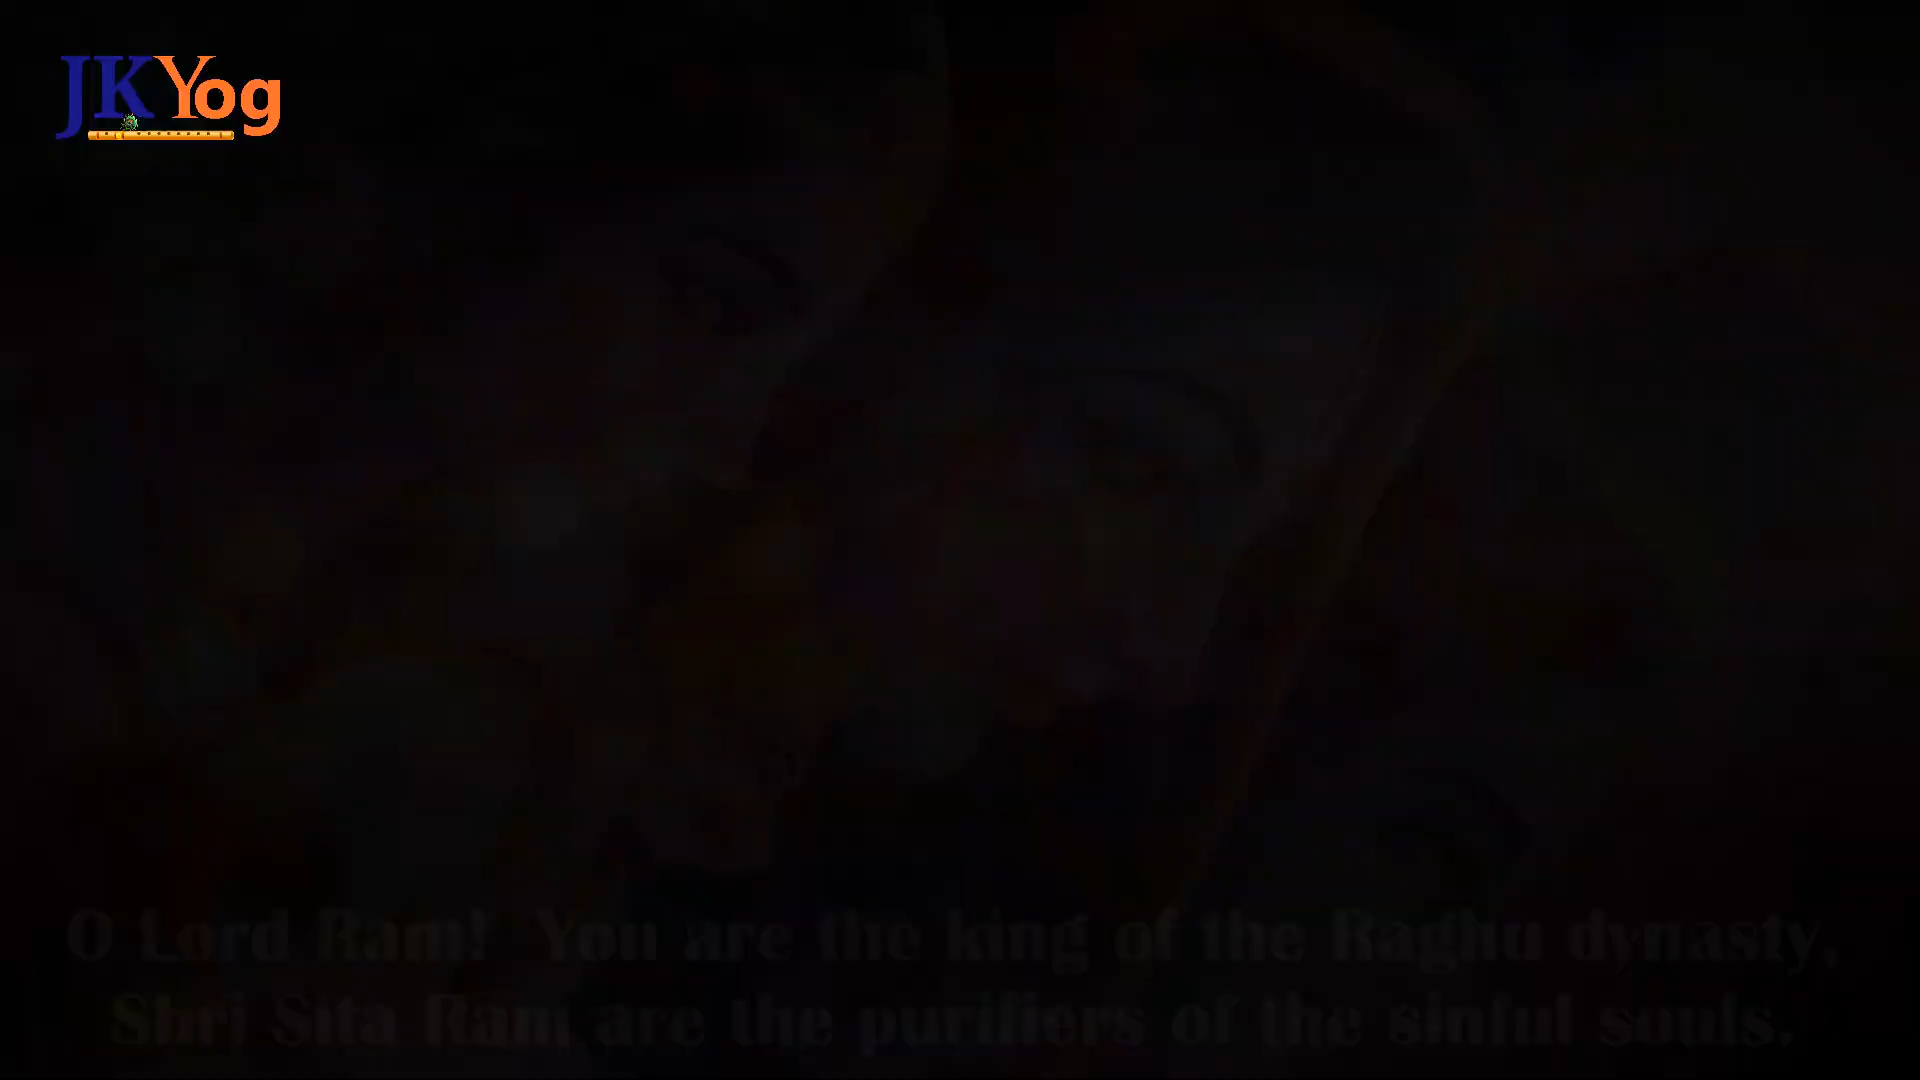 JKYog
O Lord Ram! You are the king of the Raghu dynasty,
Shri Sita Ram are the purifiers of the sinful souls.